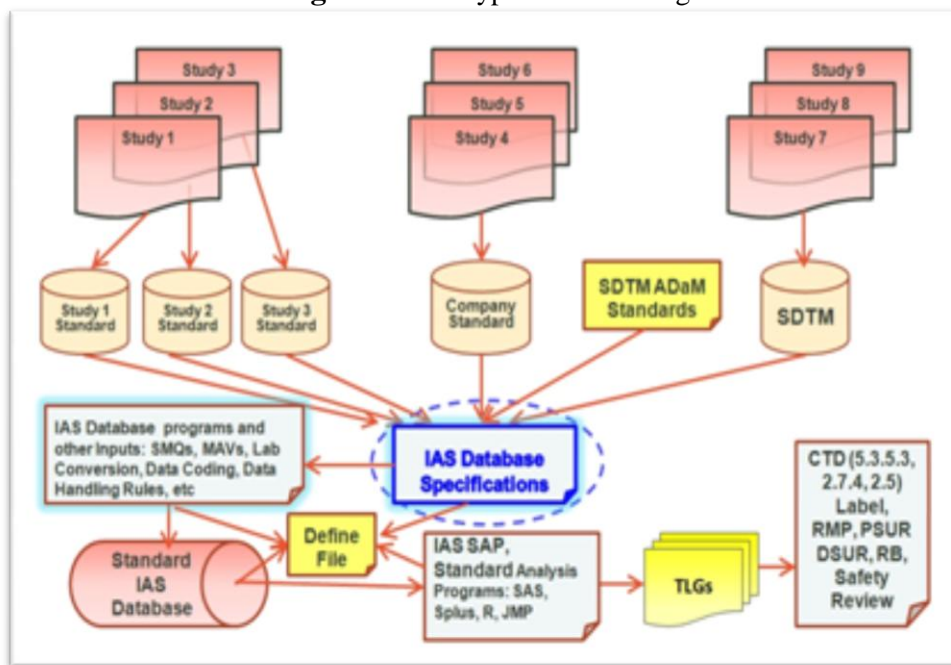 Study 3
Study 2
Study 1
Study 6
Study 5
Study 4
Study 9
Study 8
Study 7
Study 1
Standard
Study 2
Standard
Study 3
Standard
Company
Standard
SDTM ADaM
Standards
SDTM
IAS Database programs and
other Inputs: SMQs, MAVs, Lab
Conversion, Data Coding, Data
Handling Rules, etc
IAS Database
Specifications
CTD (5.3.5.3,
2.7.4, 2.5)
Label,
RMP, PSUR
DSUR, RB,
Safety
Review
Standard
IAS
Database
Define
File
IAS SAP,
Standard Analysis
Programs: SAS,
Splus, R, JMP
TLGs